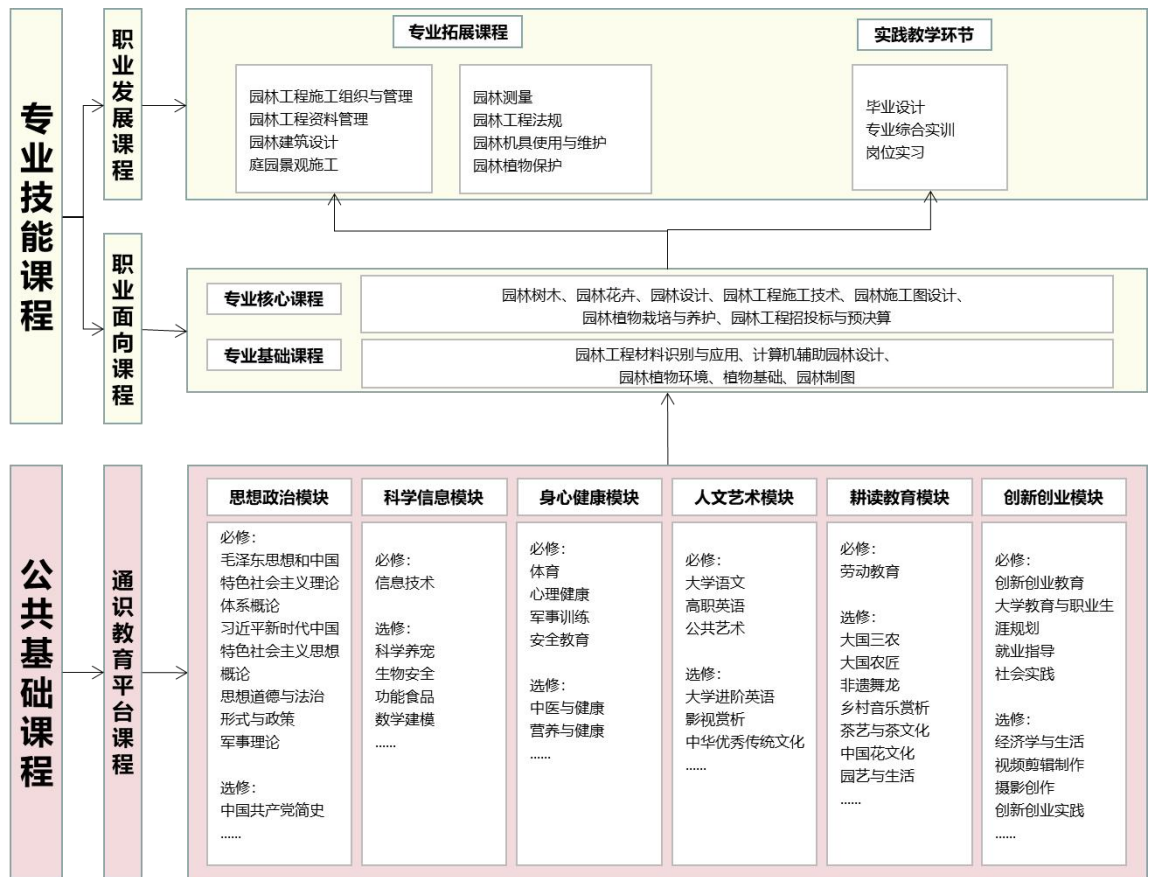 专业技能课程
职业发展课程
专业拓展课程
实践教学环节
园林工程施工组织与管理
园林工程资料管理
园林建筑设计
庭园景观施工
园林测量
园林工程法规
园林机具使用与维护
园林植物保护
毕业设计
专业综合实训
岗位实习
职业面向课程
专业核心课程
园林树木、园林花卉、园林设计、园林工程施工技术、园林施工图设计、
园林植物栽培与养护、园林工程招投标与预决算
专业基础课程
园林工程材料识别与应用、计算机辅助园林设计、
园林植物环境、植物基础、园林制图
公共基础课程
通识教育平台课程
思想政治模块
必修：
毛泽东思想和中国
特色社会主义理论
体系概论
习近平新时代中国
特色社会主义思想
概论
思想道德与法治
形式与政策
军事理论
选修：
中国共产党简史
......
科学信息模块
必修：
信息技术
选修：
科学养宠
生物安全
功能食品
数学建模
......
身心健康模块
必修：
体育
心理健康
军事训练
安全教育
选修：
中医与健康
营养与健康
......
人文艺术模块
必修：
大学语文
高职英语
公共艺术
选修：
大学进阶英语
影视赏析
中华优秀传统文化
......
耕读教育模块
必修：
劳动教育
选修：
大国三农
大国农匠
非遗舞龙
乡村音乐赏析
茶艺与茶文化
中国花文化
园艺与生活
......
创新创业模块
必修：
创新创业教育
大学教育与职业生
涯规划
就业指导
社会实践
选修：
经济学与生活
视频剪辑制作
摄影创作
创新创业实践
......